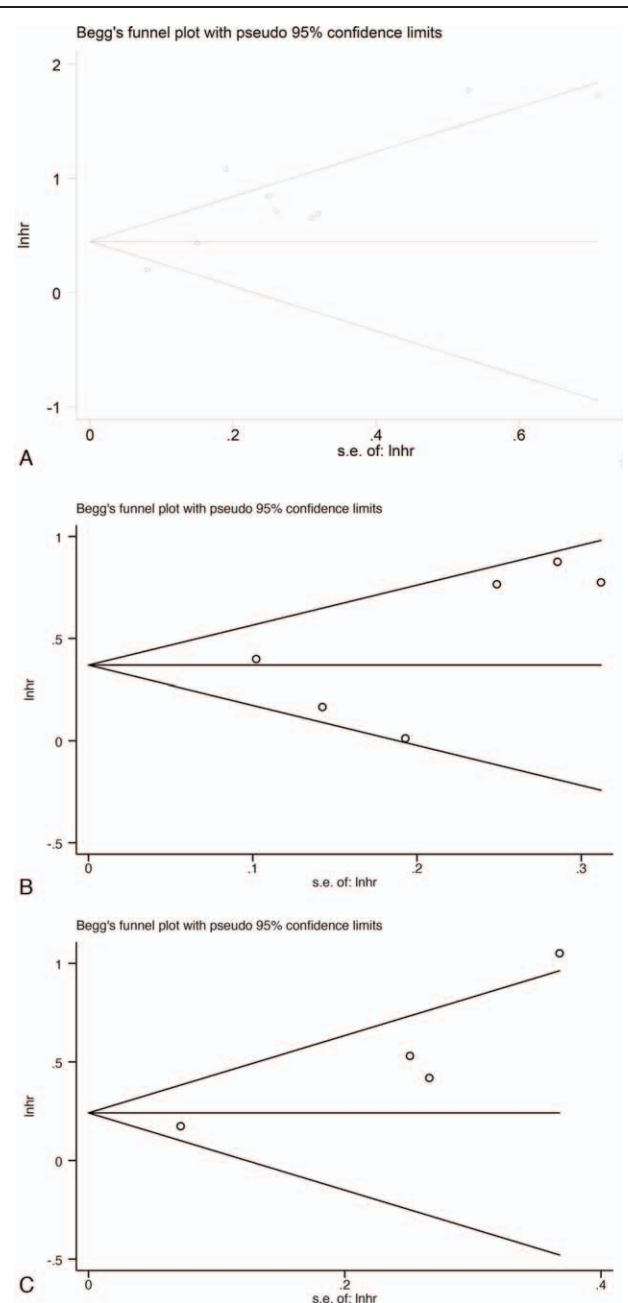 Begg's funnel plot with pseudo 95% confidence limits
2
1
0
-1
lnhr
0
.2
.4
.6
s.e. of: lnhr
A
Begg's funnel plot with pseudo 95% confidence limits
1
.5
0
-.5
lnhr
0
.1
.2
.3
s.e. of: lnhr
B
Begg's funnel plot with pseudo 95% confidence limits
1
.5
0
-.5
lnhr
0
.2
.4
s.e. of: lnhr
C